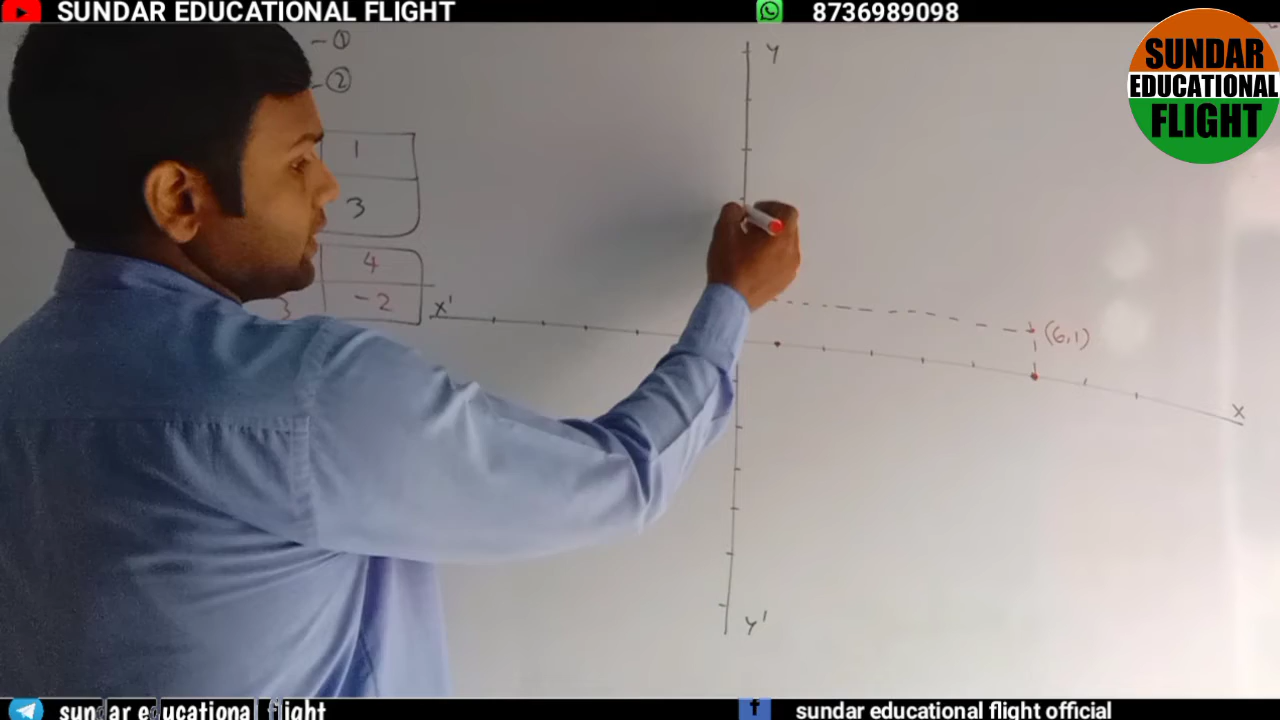 SUNDAR EDUCATIONAL FLIGHT
8736989098
SUNDAR
EDUCATIONAL
FLIGHT
- ①
- ②
1
3
4
3 -2
Y
X'
(6,1)
X
Y'
sundar educational flight
sundar educational flight official